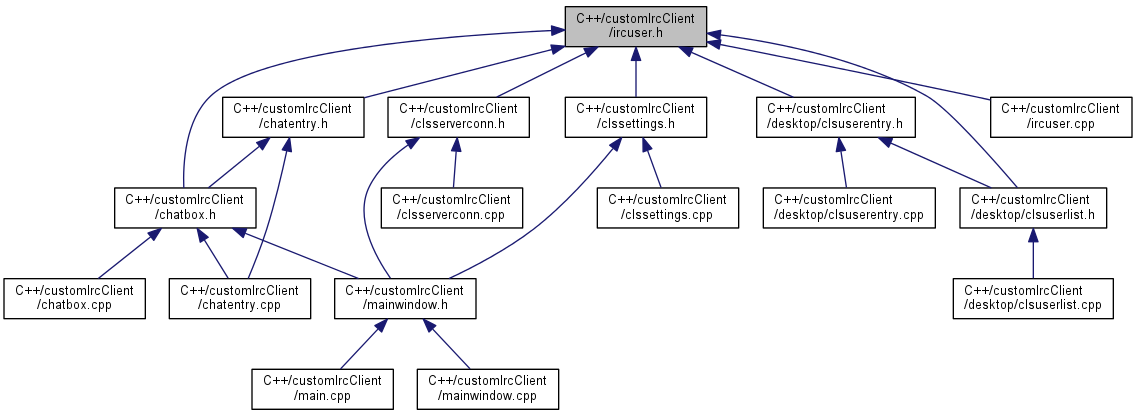 C++/customIrcClient
/ircuser.h
C++/customIrcClient
/chatentry.h
C++/customIrcClient
/clsserverconn.h
C++/customIrcClient
/clssettings.h
C++/customIrcClient
/desktop/clsuserentry.h
C++/customIrcClient
/ircuser.cpp
C++/customIrcClient
/chatbox.h
C++/customIrcClient
/clsserverconn.cpp
C++/customIrcClient
/clssettings.cpp
C++/customIrcClient
/desktop/clsuserentry.cpp
C++/customIrcClient
/desktop/clsuserlist.h
C++/customIrcClient
/chatbox.cpp
C++/customIrcClient
/chatentry.cpp
C++/customIrcClient
/mainwindow.h
C++/customIrcClient
/desktop/clsuserlist.cpp
C++/customIrcClient
/main.cpp
C++/customIrcClient
/mainwindow.cpp